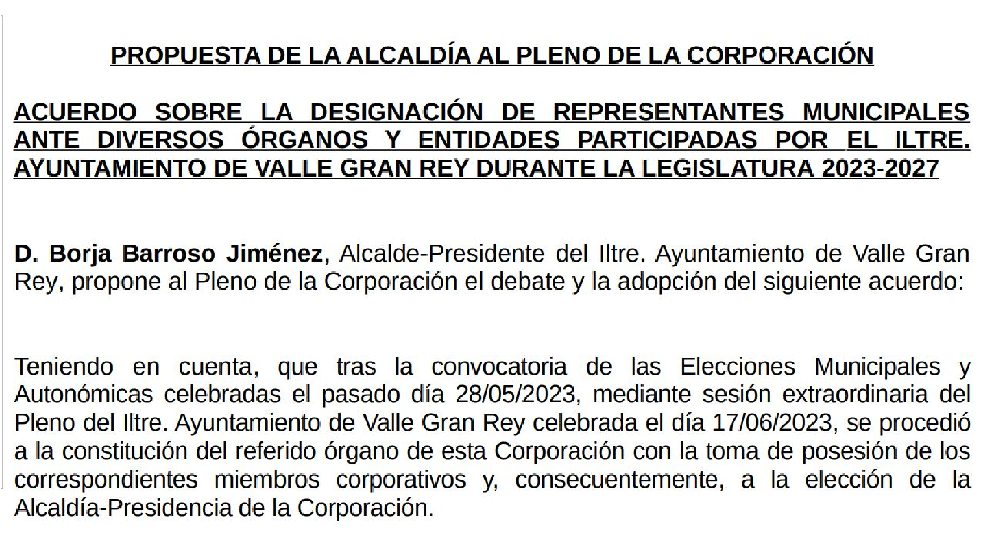 PROPUESTA DE LA ALCALDÍA AL PLENO DE LA CORPORACIÓN
ACUERDO SOBRE LA DESIGNACIÓN DE REPRESENTANTES MUNICIPALES
ANTE DIVERSOS ÓRGANOS Y ENTIDADES PARTICIPADAS POR EL ILTRE.
AYUNTAMIENTO DE VALLE GRAN REY DURANTE LA LEGISLATURA 2023-2027
D. Borja Barroso Jiménez, Alcalde-Presidente del Iltre. Ayuntamiento de Valle Gran
Rey, propone al Pleno de la Corporación el debate y la adopción del siguiente acuerdo:
Teniendo en cuenta, que tras la convocatoria de las Elecciones Municipales y
Autonómicas celebradas el pasado día 28/05/2023, mediante sesión extraordinaria del
Pleno del Iltre. Ayuntamiento de Valle Gran Rey celebrada el día 17/06/2023, se procedió
a la constitución del referido órgano de esta Corporación con la toma de posesión de los
correspondientes miembros corporativos y, consecuentemente, a la elección de la
Alcaldía-Presidencia de la Corporación.